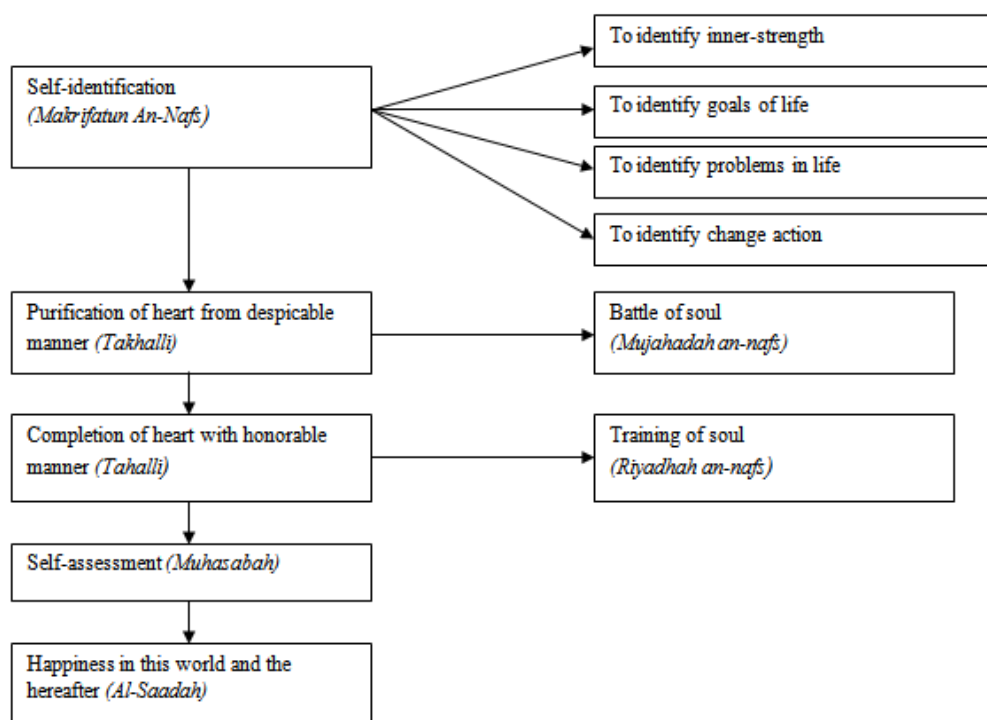 Self-identification
(Makrifatun An-Nafs)
To identify inner-strength
To identify goals of life
To identify problems in life
To identify change action
Purification of heart from despicable
manner (Takhalli)
Battle of soul
(Mujahadah an-nafs)
Completion of heart with honorable
manner (Tahalli)
Training of soul
(Riyadhah an-nafs)
Self-assessment (Muhasabah)
Happiness in this world and the
hereafter (Al-Saadah)